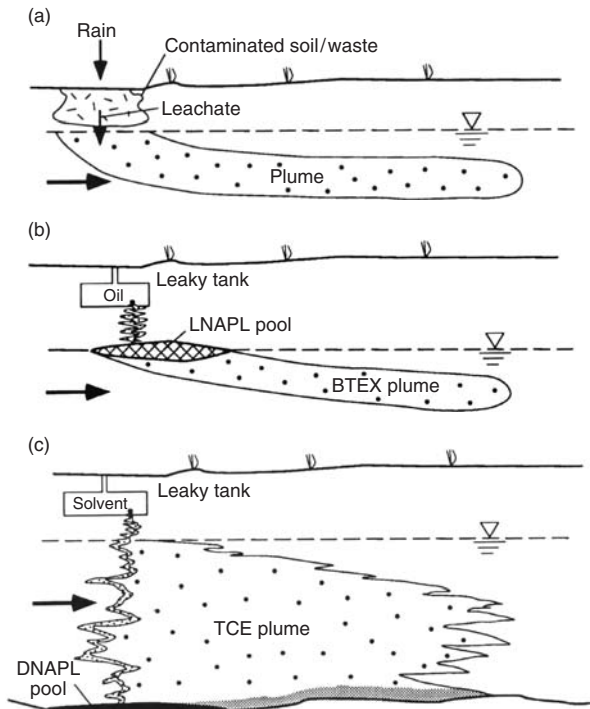 (a)
Rain
Contaminated soil/waste
Leachate
Plume
(b)
Leaky tank
Oil
LNAPL pool
BTEX plume
(c)
Leaky tank
Solvent
TCE plume
DNAPL
pool